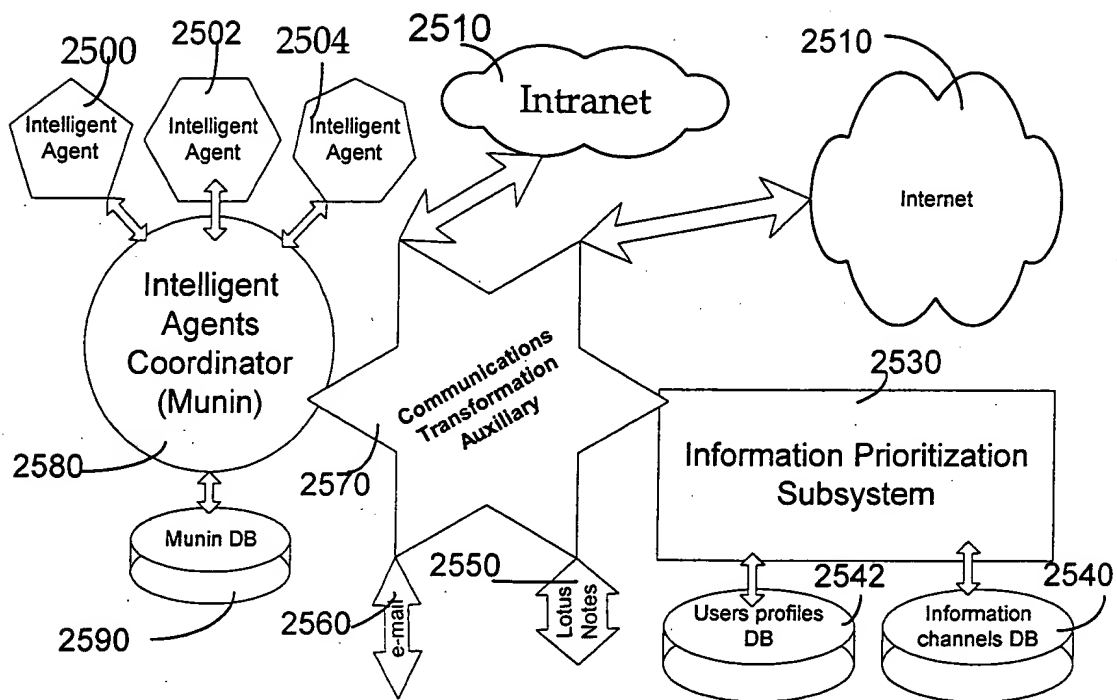 2500
2502
2504
2510
2510
Intelligent
Agent
Intelligent
Agent
Intelligent
Agent
Intranet
Internet
Intelligent
Agents
Coordinator
(Munin)
Communications
Transformation
Auxiliary
2530
Information Prioritization
Subsystem
2580
2570
Munin DB
2590
2560
e-mail
2550
Lotus
Notes
2542
Users profiles
DB
2540
Information
channels DB